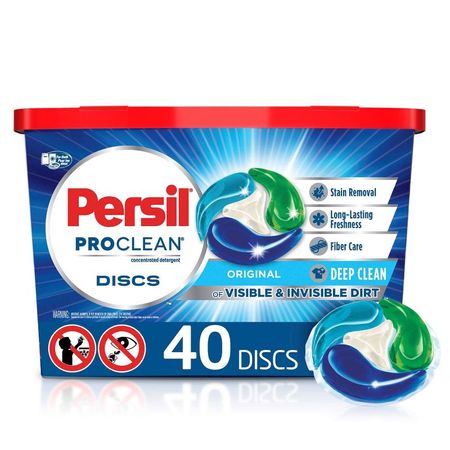 Persil
PROCLEAN®
concentrated detergent
DISCS
Stain Removal
Long-Lasting
Freshness
Fiber Care
ORIGINAL
DEEP CLEAN
OF VISIBLE & INVISIBLE DIRT
WARNING:
40 DISCS